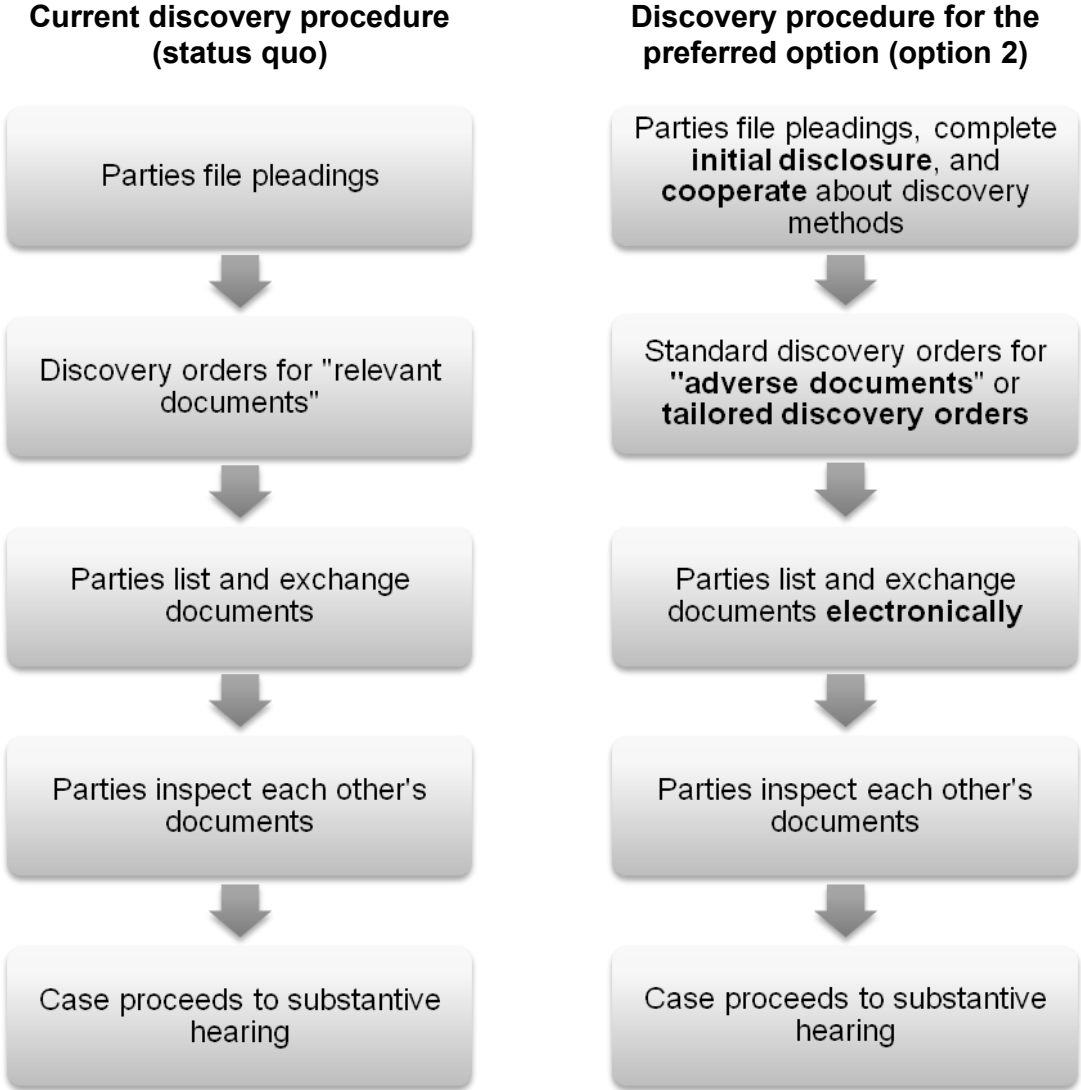 Current discovery procedure
(status quo)
Parties file pleadings
Discovery orders for "relevant
documents"
Parties list and exchange
documents
Parties inspect each other's
documents
Case proceeds to substantive
hearing
Discovery procedure for the
preferred option (option 2)
Parties file pleadings, complete
initial disclosure, and
cooperate about discovery
methods
Standard discovery orders for
"adverse documents" or
tailored discovery orders
Parties list and exchange
documents electronically
Parties inspect each other's
documents
Case proceeds to substantive
hearing